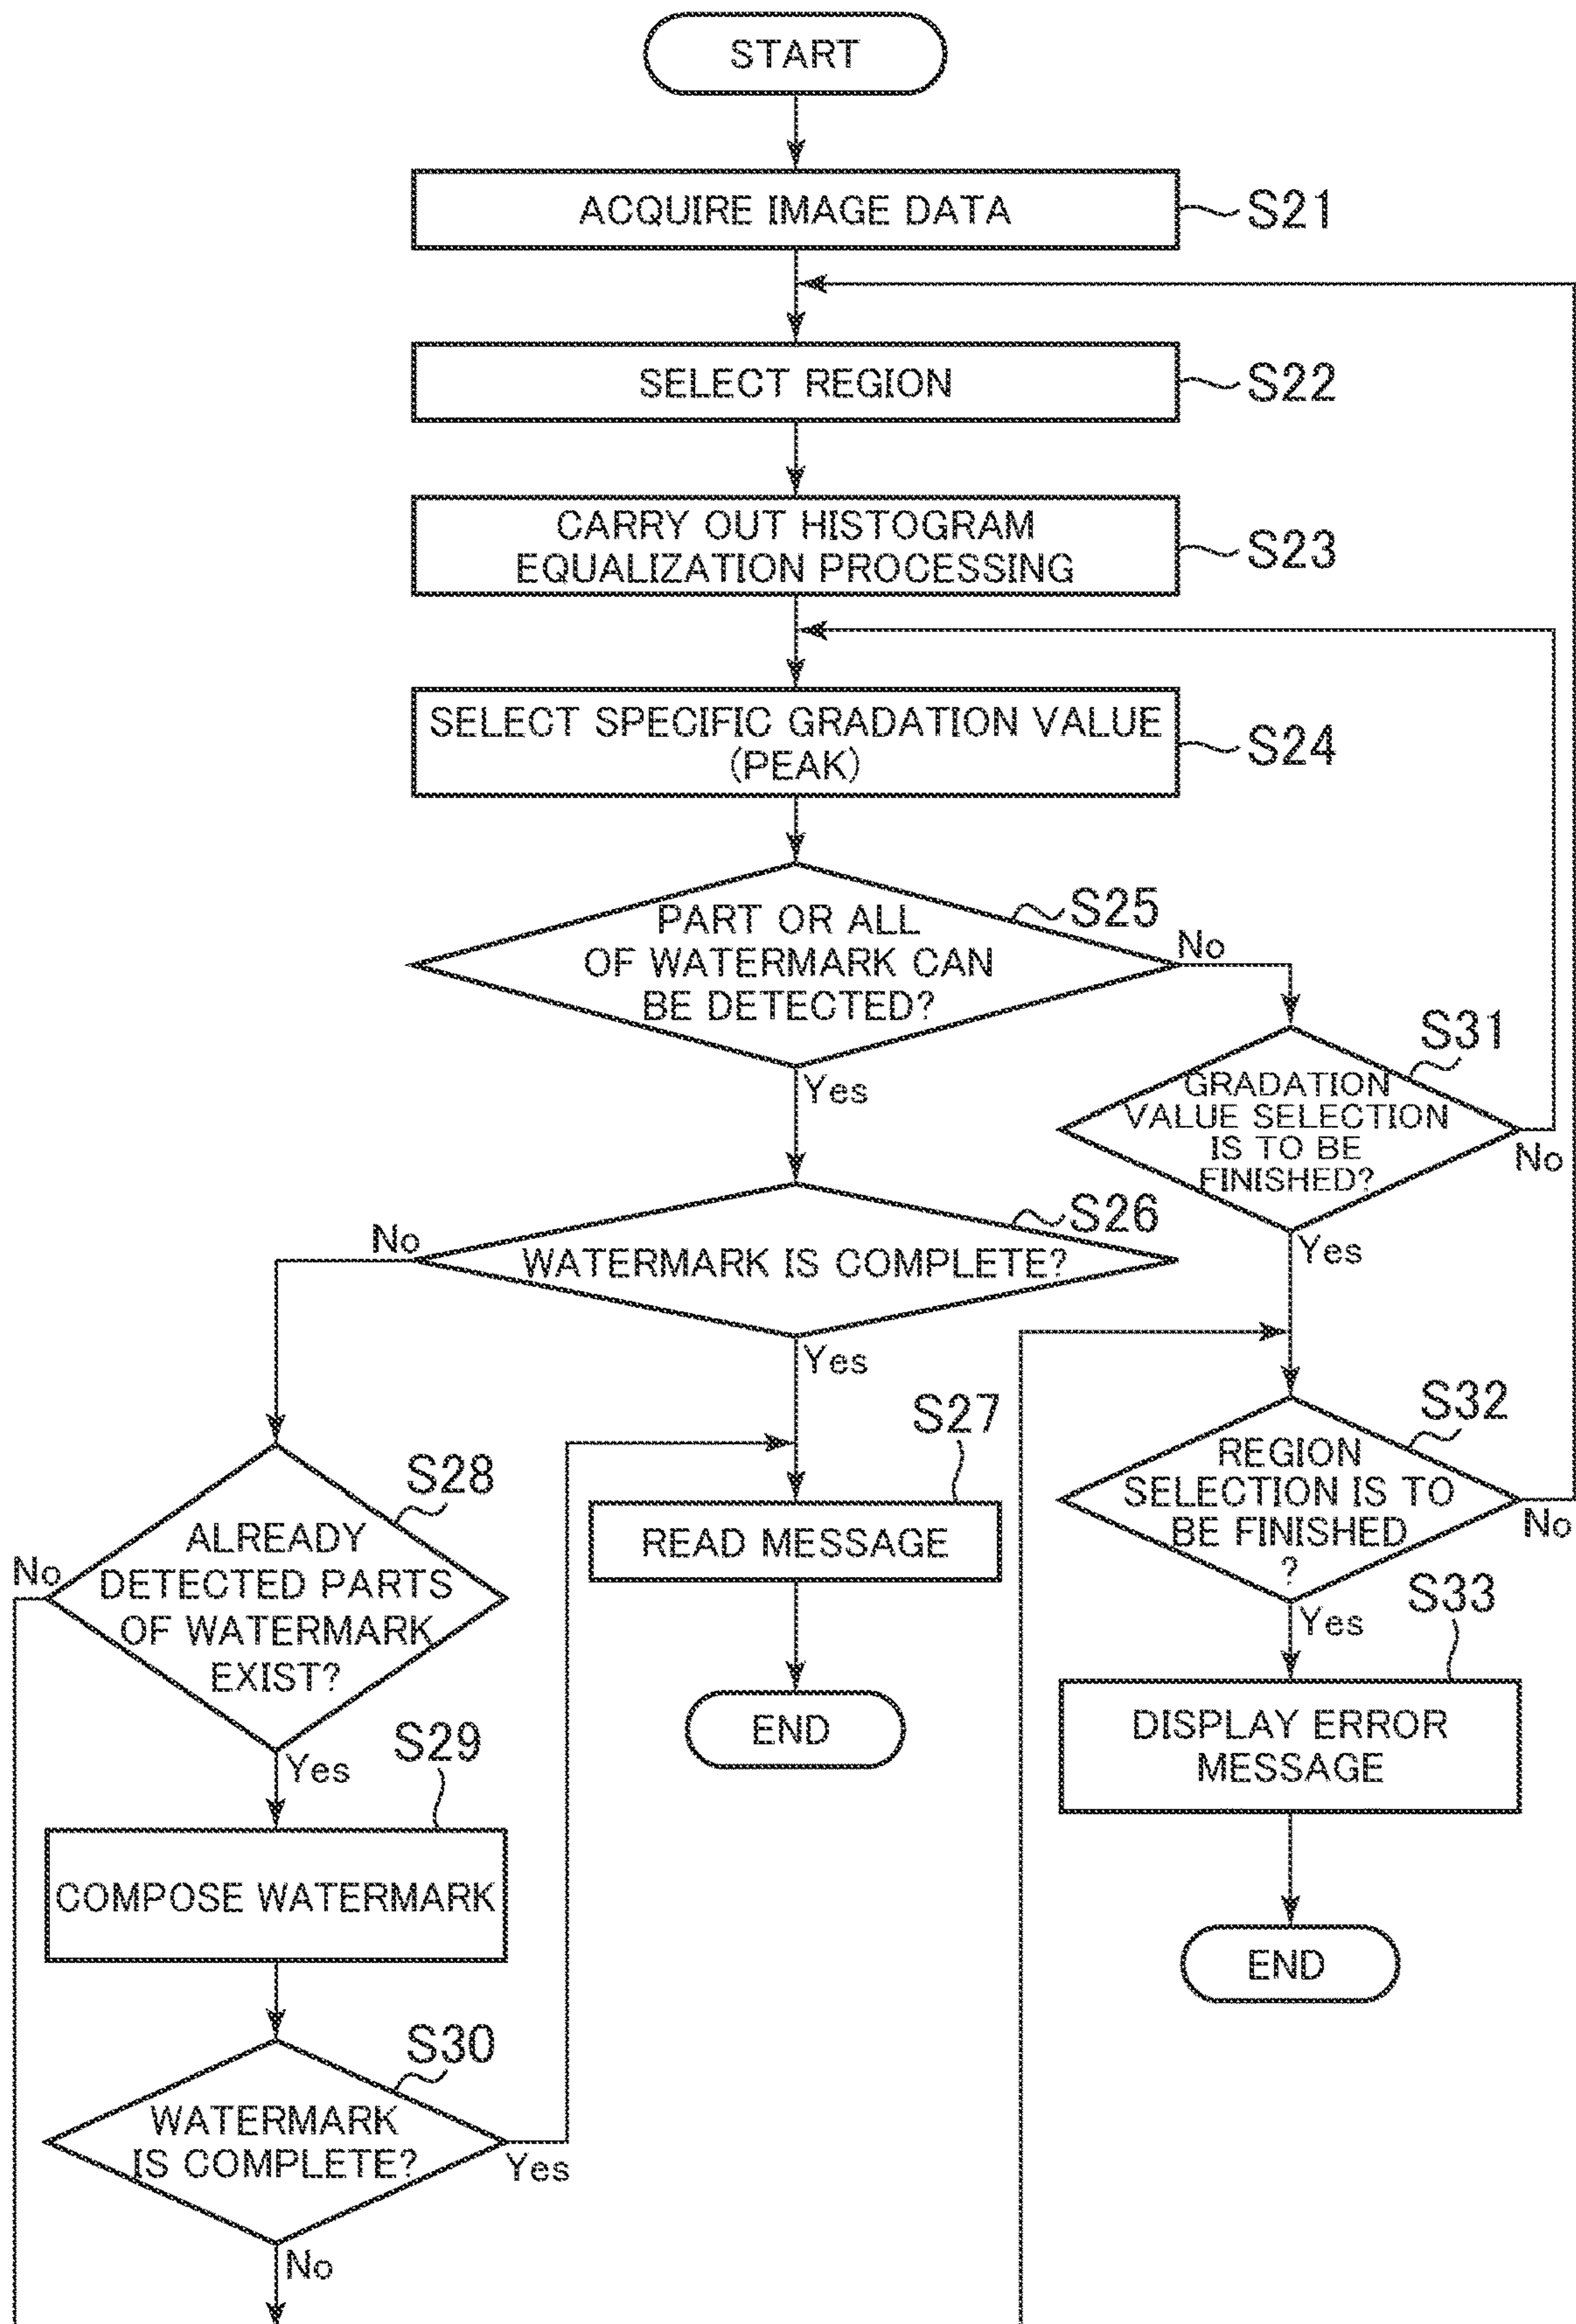 START
ACQUIRE IMAGE DATA
S21
SELECT REGION
S22
CARRY OUT HISTOGRAM
EQUALIZATION PROCESSING
S23
SELECT SPECIFIC GRADATION VALUE
(PEAK)
S24
PART OR ALL
OF WATERMARK CAN
BE DETECTED?
S25
No
Yes
GRADATION
VALUE SELECTION
IS TO BE
FINISHED?
S31
No
Yes
WATERMARK IS COMPLETE?
S26
No
Yes
S27
READ MESSAGE
END
S28
ALREADY
DETECTED PARTS
OF WATERMARK
EXIST?
No
Yes
S29
COMPOSE WATERMARK
S30
WATERMARK
IS COMPLETE?
Yes
No
S32
REGION
SELECTION IS TO
BE FINISHED
?
No
Yes
S33
DISPLAY ERROR
MESSAGE
END